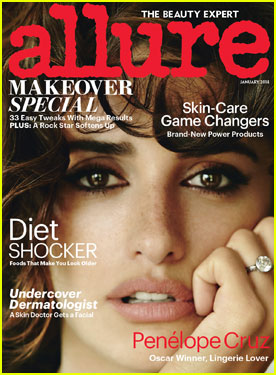 THE BEAUTY EXPERT
allure
JANUARY 2014
MAKEOVER
SPECIAL
33 Easy Tweaks With Mega Results
PLUS: A Rock Star Softens Up
Skin-Care
Game Changers
Brand-New Power Products
Diet
SHOCKER
Foods That Make You Look Older
Undercover
Dermatologist
A Skin Doctor Gets a Facial
Penélope Cruz
Oscar Winner, Lingerie Lover